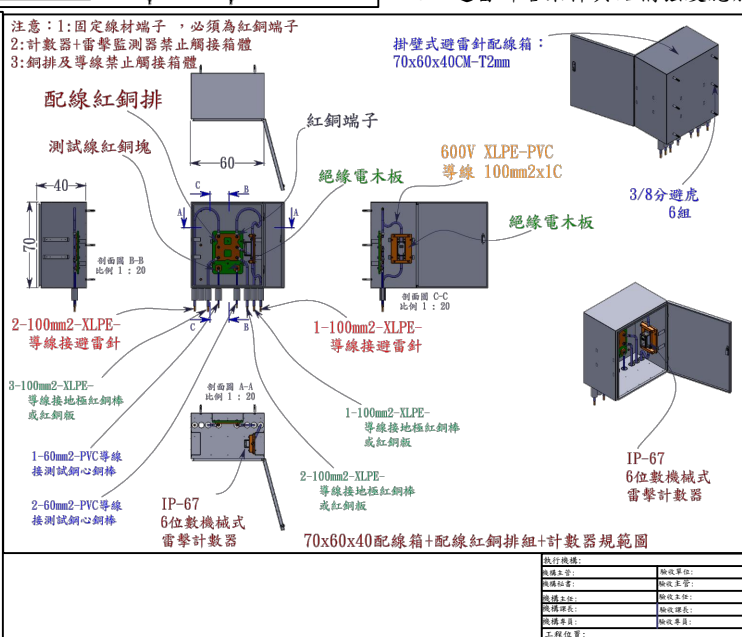 注意：1:固定線材端子 ，必須為紅銅端子
2:計數器+雷擊監測器禁止觸接箱體
3:銅排及導線禁止觸接箱體
掛壁式避雷針配線箱：
70x60x40CM-T2mm
配線紅銅排
紅銅端子
測試線紅銅塊
60
600V XLPE-PVC
導線 100mm2x1C
絕緣電木板
3/8分避虎
6組
40
C
B
A
A
絕緣電木板
70
剖面圖 B-B
比例 1 : 20
剖面圖 C-C
比例 1 : 20
C
B
2-100mm2-XLPE-
導線接避雷針
1-100mm2-XLPE-
導線接避雷針
3-100mm2-XLPE-
導線接地極紅銅棒
或紅銅板
剖面圖 A-A
比例 1 : 20
1-100mm2-XLPE-
導線接地極紅銅棒
或紅銅板
1-60mm2-PVC導線
接測試銅心銅棒
2-100mm2-XLPE-
導線接地極紅銅棒
或紅銅板
2-60mm2-PVC導線
接測試銅心銅棒
IP-67
6位數機械式
雷擊計數器
IP-67
6位數機械式
雷擊計數器
70x60x40配線箱+配線紅銅排組+計數器規範圖
執行機構:
機構主管:
驗收單位:
機構秘書:
驗收主管:
機構主任:
驗收主任:
機構課長:
驗收課長:
機構專員:
驗收專員:
工程位置: